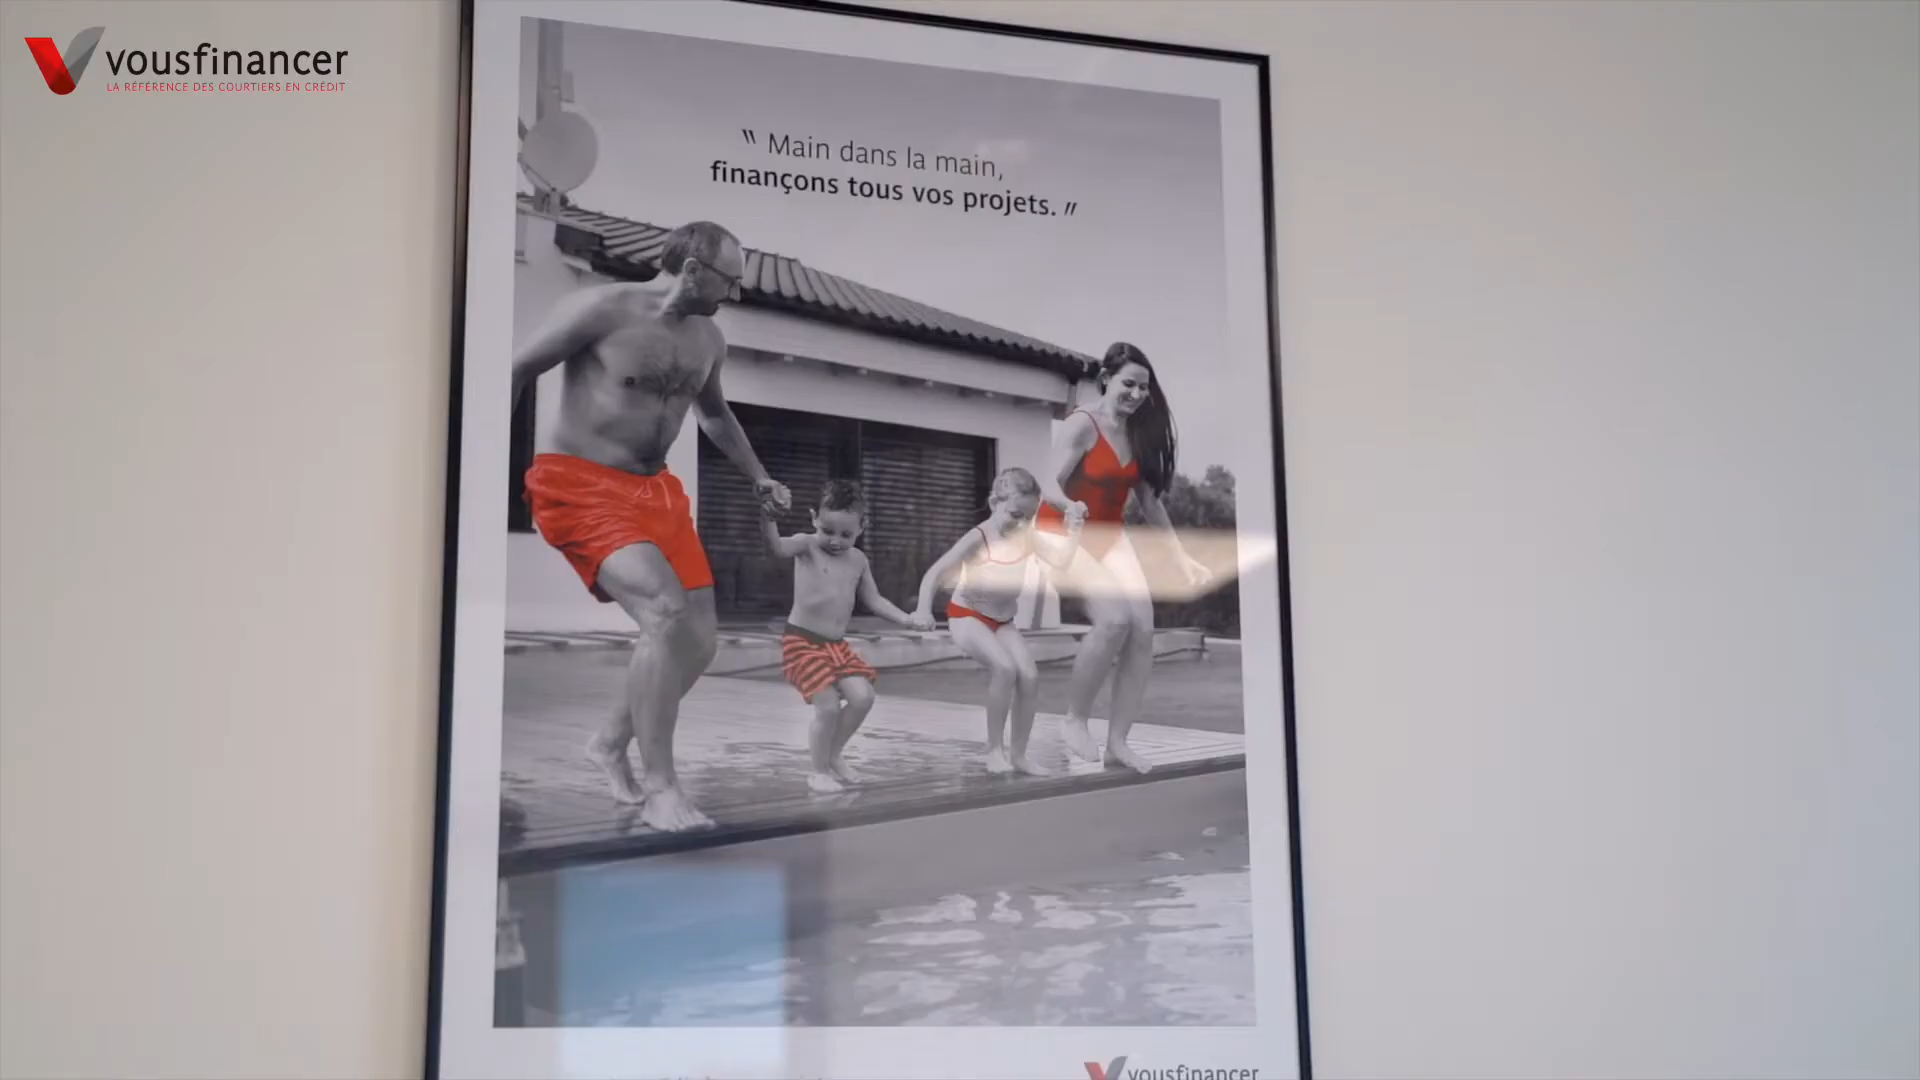 vousfinancer
LA RÉFÉRENCE DES COURTIERS EN CRÉDIT
" Main dans la main,
finançons tous vos projets. "
vousfinancer